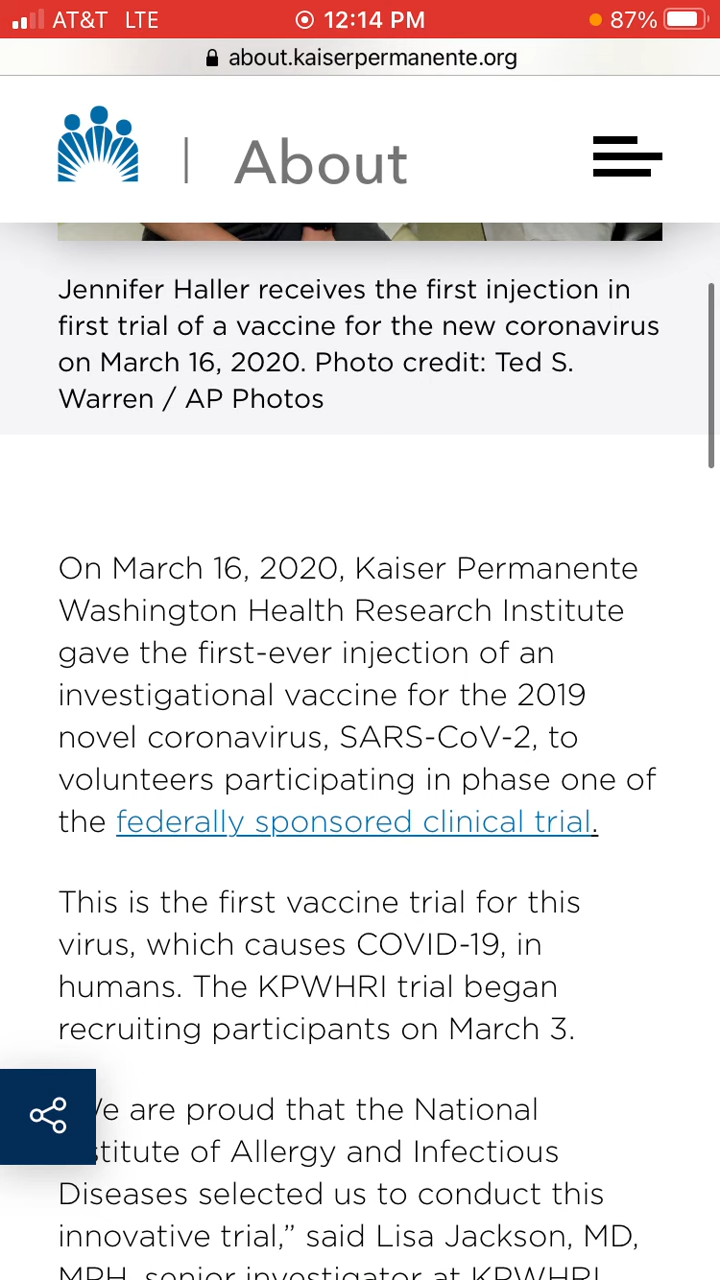 AT&T LTE 12:14 PM 87%
about.kaiserpermanente.org
About
Jennifer Haller receives the first injection in
first trial of a vaccine for the new coronavirus
on March 16, 2020. Photo credit: Ted S.
Warren / AP Photos
On March 16, 2020, Kaiser Permanente
Washington Health Research Institute
gave the first-ever injection of an
investigational vaccine for the 2019
novel coronavirus, SARS-CoV-2, to
volunteers participating in phase one of
the federally sponsored clinical trial.
This is the first vaccine trial for this
virus, which causes COVID-19, in
humans. The KPWHRI trial began
recruiting participants on March 3.
e are proud that the National
titute of Allergy and Infectious
Diseases selected us to conduct this
innovative trial,” said Lisa Jackson, MD,
MPH, senior investigator at KPWHRI